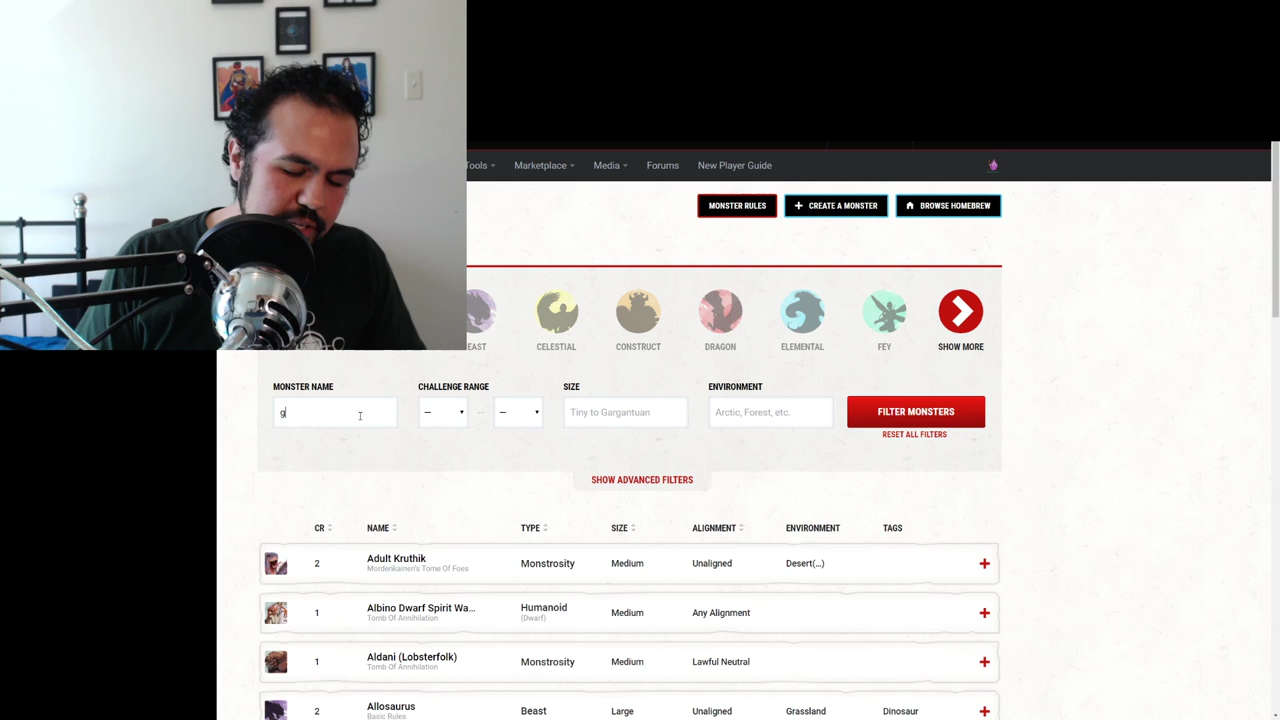 Tools Marketplace Media Forums New Player Guide
MONSTER RULES + CREATE A MONSTER BROWSE HOMEBREW
EAST CELESTIAL CONSTRUCT DRAGON ELEMENTAL FEY SHOW MORE
MONSTER NAME CHALLENGE RANGE SIZE ENVIRONMENT
g – – Tiny to Gargantuan Arctic, Forest, etc. FILTER MONSTERS
RESET ALL FILTERS
SHOW ADVANCED FILTERS
CR NAME TYPE SIZE ALIGNMENT ENVIRONMENT TAGS
2 Adult Kruthik Monstrosity Medium Unaligned Desert(...) +
Mordenkainen's Tome Of Foes
1 Albino Dwarf Spirit Wa... Humanoid Medium Any Alignment +
Tomb Of Annihilation (Dwarf)
1 Aldani (Lobsterfolk) Monstrosity Medium Lawful Neutral +
Tomb Of Annihilation
2 Allosaurus Beast Large Unaligned Grassland Dinosaur +
Basic Rules